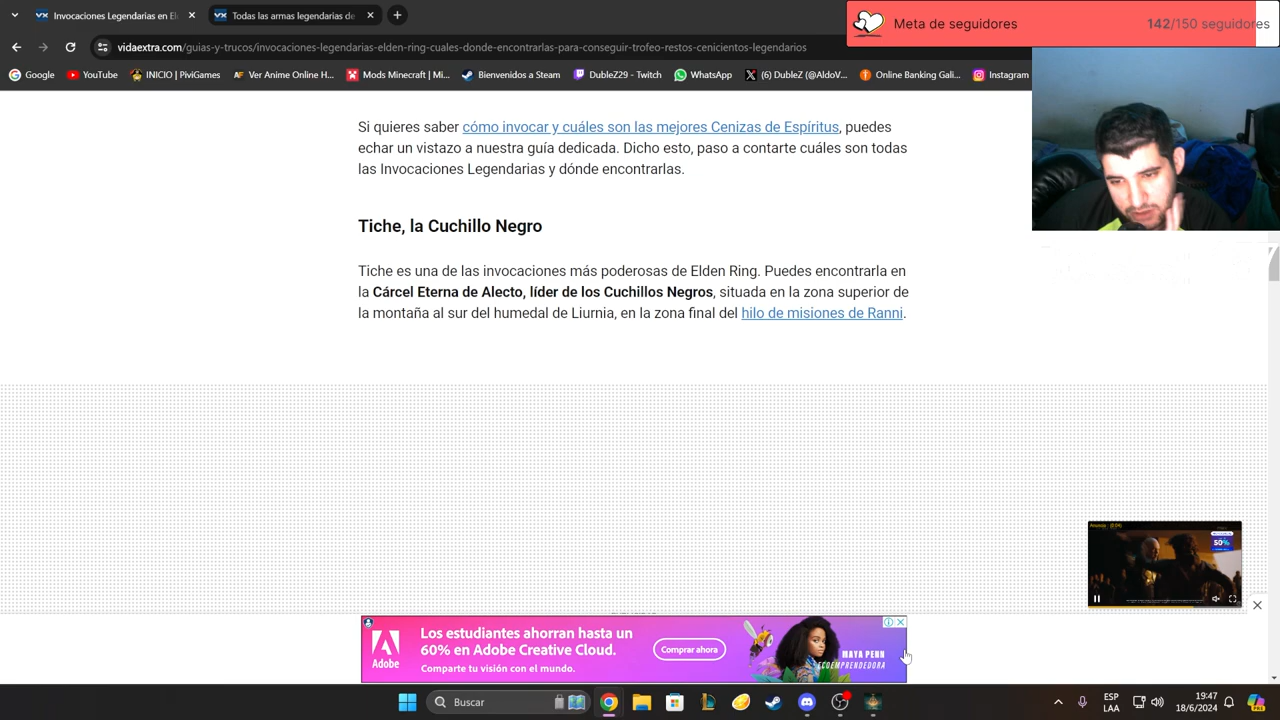 Invocaciones Legendarias en El
Todas las armas legendarias de
Meta de seguidores
142/150 seguidores
vidaextra.com/guias-y-trucos/invocaciones-legendarias-elden-ring-cuales-donde-encontrarlas-para-conseguir-trofeo-restos-cenicientos-legendarios
Google
YouTube
INICIO | PiviGames
Ver Anime Online H...
Mods Minecraft | Mi...
Bienvenidos a Steam
DubleZ29 - Twitch
WhatsApp
(6) DubleZ (@AldoV...
Online Banking Gali...
Instagram
Si quieres saber cómo invocar y cuáles son las mejores Cenizas de Espíritus, puedes
echar un vistazo a nuestra guía dedicada. Dicho esto, paso a contarte cuáles son todas
las Invocaciones Legendarias y dónde encontrarlas.
Tiche, la Cuchillo Negro
Tiche es una de las invocaciones más poderosas de Elden Ring. Puedes encontrarla en
la Cárcel Eterna de Alecto, líder de los Cuchillos Negros, situada en la zona superior de
la montaña al sur del humedal de Liurnia, en la zona final del hilo de misiones de Ranni.
50%
Adobe
Los estudiantes ahorran hasta un
60% en Adobe Creative Cloud.
Comparte tu visión con el mundo.
Comprar ahora
MAYA PENN
ECOEMPRENDEDORA
Buscar
ESP
LAA
19:47
18/6/2024